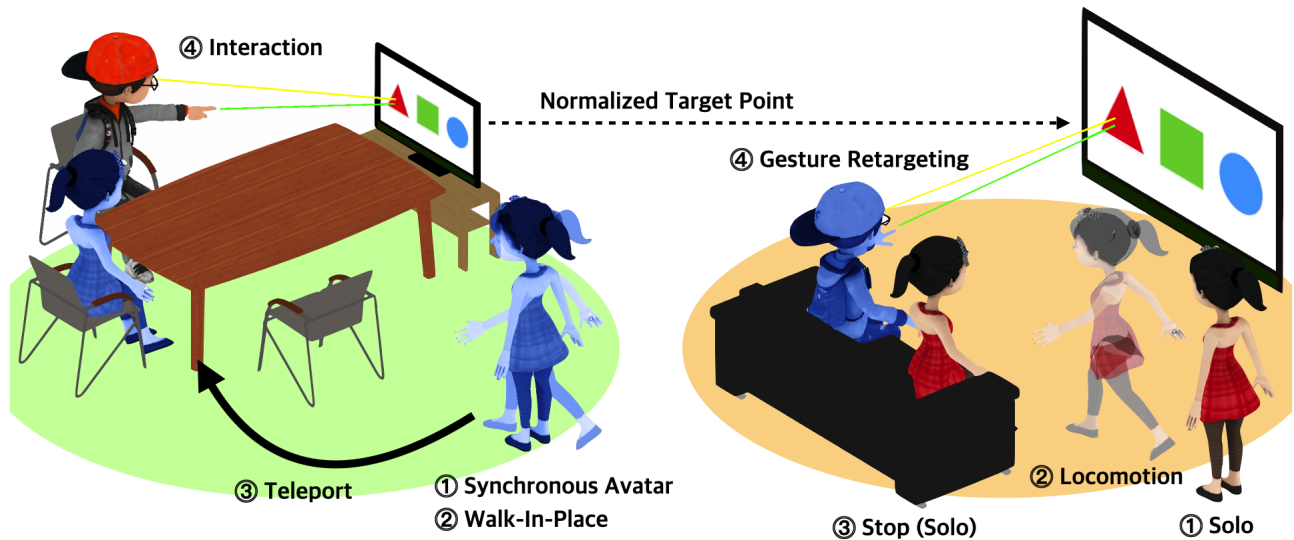 ④ Interaction
Normalized Target Point
④ Gesture Retargeting
③ Teleport
① Synchronous Avatar
② Walk-In-Place
② Locomotion
③ Stop (Solo)
① Solo